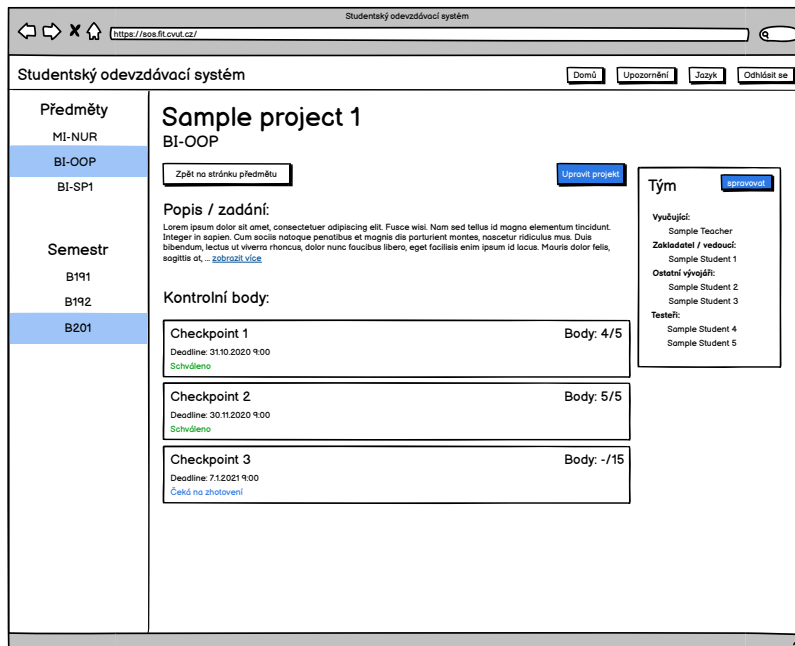 Studentský odevzdávací systém
https://sos.fit.cvut.cz/
Studentský odevzdávací systém
Domů
Upozornění
Jazyk
Odhlásit se
Předměty
MI-NUR
BI-OOP
BI-SP1
Semestr
B191
B192
B201
Sample project 1
BI-OOP
Zpět na stránku předmětu
Upravit projekt
Popis / zadání:
Lorem ipsum dolor sit amet, consectetuer adipiscing elit. Fusce wisi. Nam sed tellus id magna elementum tincidunt.
Integer in sapien. Cum sociis natoque penatibus et magnis dis parturient montes, nascetur ridiculus mus. Duis
bibendum, lectus ut viverra rhoncus, dolor nunc faucibus libero, eget facilisis enim ipsum id lacus. Mauris dolor felis,
sagittis at, ... zobrazit více
Kontrolní body:
Checkpoint 1
Body: 4/5
Deadline: 31.10.2020 9:00
Schváleno
Checkpoint 2
Body: 5/5
Deadline: 30.11.2020 9:00
Schváleno
Checkpoint 3
Body: -/15
Deadline: 7.1.2021 9:00
Čeká na zhotovení
Tým
spravovat
Vyučující:
Sample Teacher
Zakladatel / vedoucí:
Sample Student 1
Ostatní vývojáři:
Sample Student 2
Sample Student 3
Testeři:
Sample Student 4
Sample Student 5